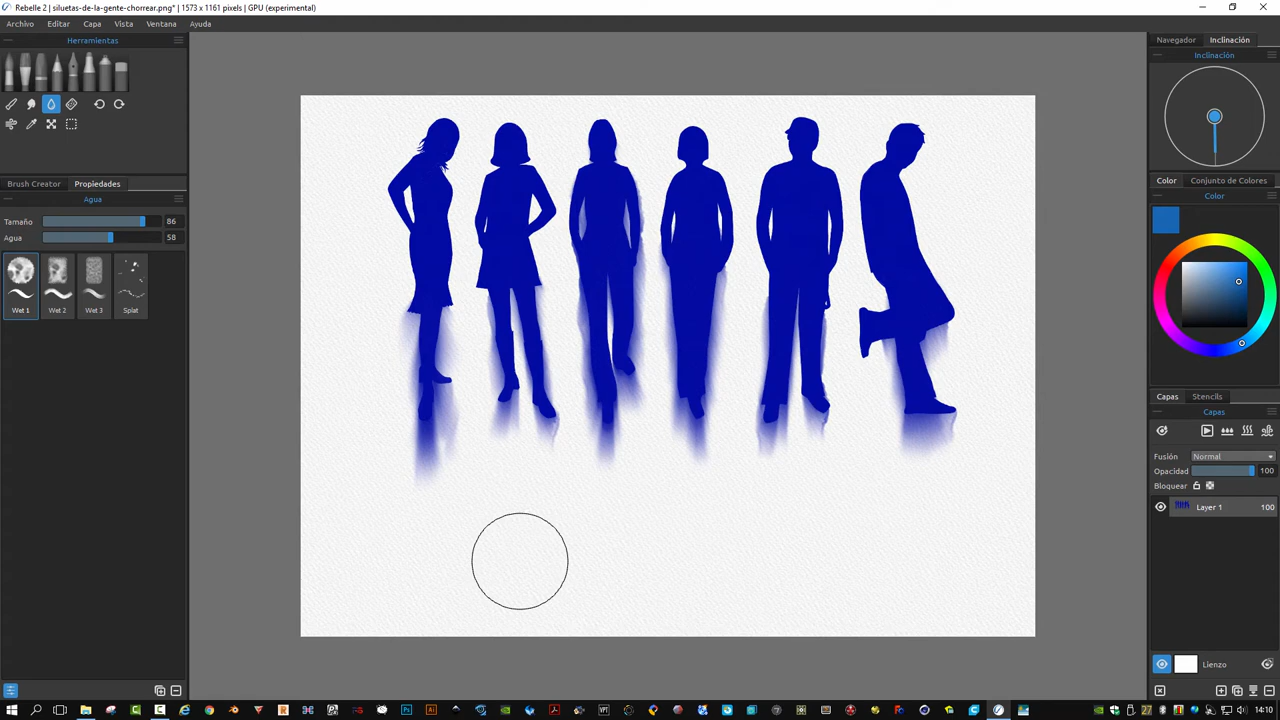 Rebelle 2 | siluetas-de-la-gente-chorrear.png* | 1573 x 1161 pixels | GPU (experimental)
Archivo Editar Capa Vista Ventana Ayuda
Herramientas
Brush Creator Propiedades
Agua
Tamaño 86
Agua 58
Wet 1 Wet 2 Wet 3 Splat
Navegador Inclinación
Inclinación
Color Conjunto de Colores
Color
Capas Stencils
Capas
Fusión Normal
Opacidad 100
Bloquear
Layer 1 100
Lienzo
14:10